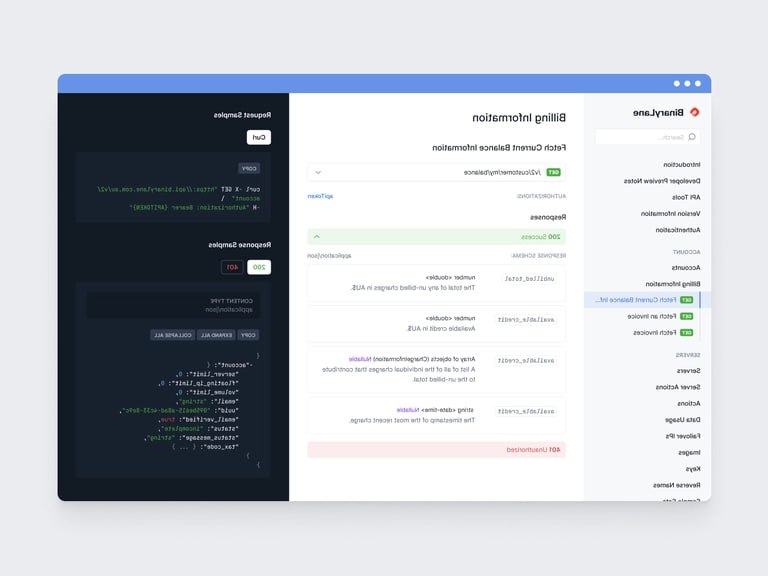 BinaryLane
Search...
Introduction
Developer Preview Notes
API Tools
Version Information
Authentication
ACCOUNT
Accounts
Billing Information
GET Fetch Current Balance Inf...
GET Fetch an Invoice
GET Fetch Invoices
SERVERS
Servers
Server Actions
Actions
Data Usage
Failover IPs
Images
Keys
Reverse Names
Billing Information
Fetch Current Balance Information
GET /v2/customer/my/balance
AUTHORIZATIONS: apiToken
Responses
200 Success
RESPONSE SCHEMA: application/json
unbilled_total number <double>
The total of any un-billed charges in AU$.
available_credit number <double>
Available credit in AU$.
available_credit Array of objects (ChargeInformation) Nullable
A list of all of the individual charges that contribute
to the un-billed total.
available_credit string <date-time> Nullable
The timestamp of the most recent charge.
401 Unauthorized
Request Samples
Curl
COPY
curl -X- GET "https://api.binarylane.com.au/v2/
account" \
-H "Authorization: Bearer {APITOKEN}"
Response Samples
200 401
CONTENT TYPE
application/json
COPY EXPAND ALL COLLAPSE ALL
{
-"account": {
"server_limit": 0,
"floating_ip_limit": 0,
"volume_limit": 0,
"email": "string",
"uuid":
"email_verified": true,
"status": "incomplete",
"status_message": "string",
"tax_code": { ... }
}
}